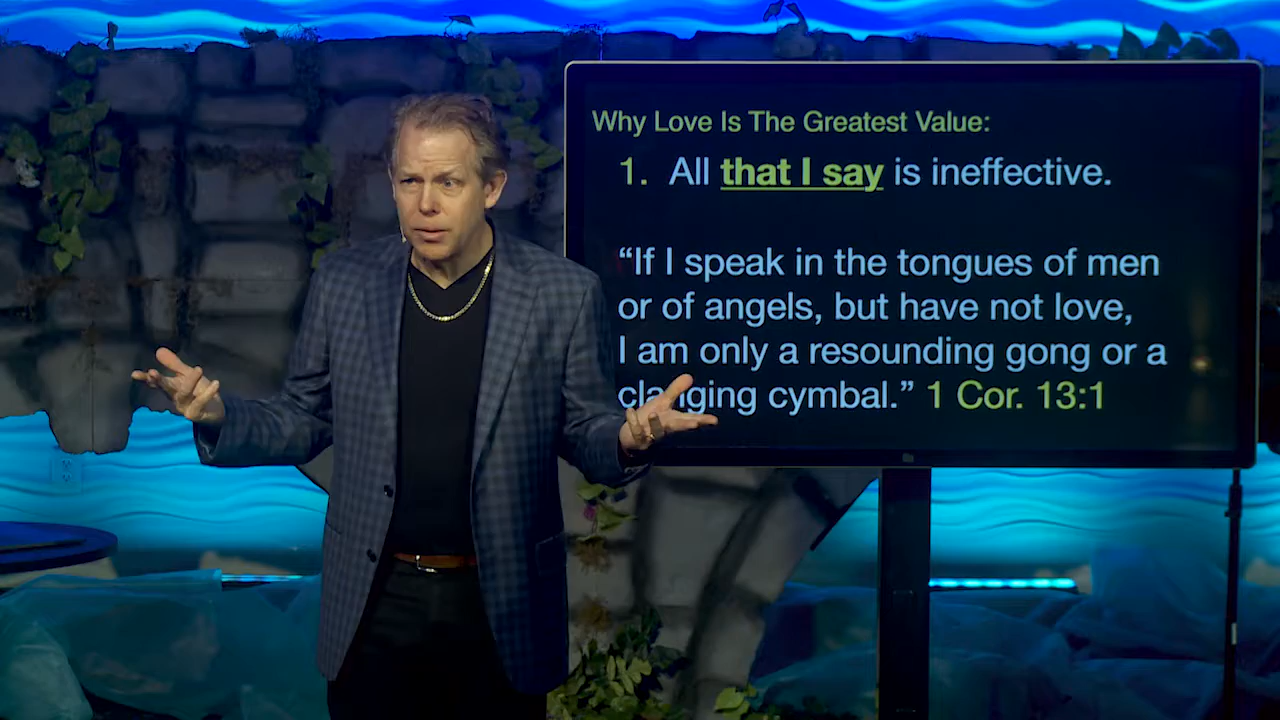 Why Love Is The Greatest Value:
1. All that I say is ineffective.
“If I speak in the tongues of men
or of angels, but have not love,
I am only a resounding gong or a
clanging cymbal.” 1 Cor. 13:1